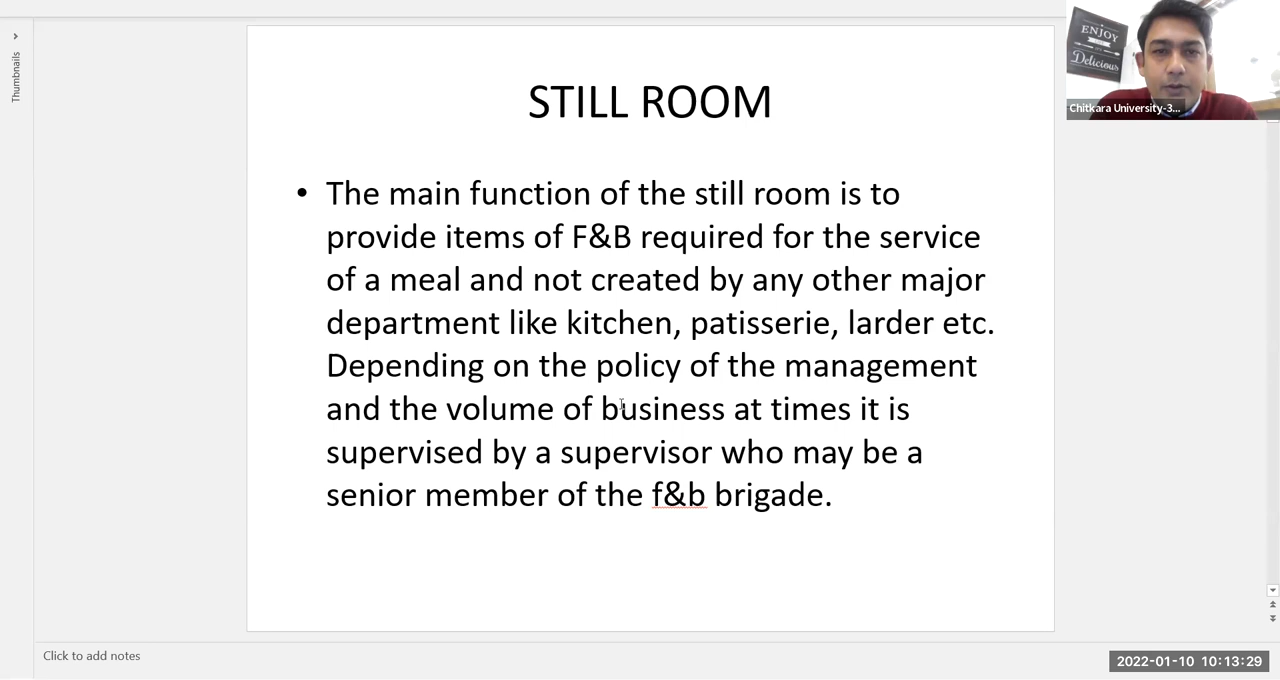 Thumbnails
ENJOY
Delicious
Chitkara University-3...
STILL ROOM
• The main function of the still room is to
provide items of F&B required for the service
of a meal and not created by any other major
department like kitchen, patisserie, larder etc.
Depending on the policy of the management
and the volume of business at times it is
supervised by a supervisor who may be a
senior member of the f&b brigade.
Click to add notes
2022-01-10 10:13:29